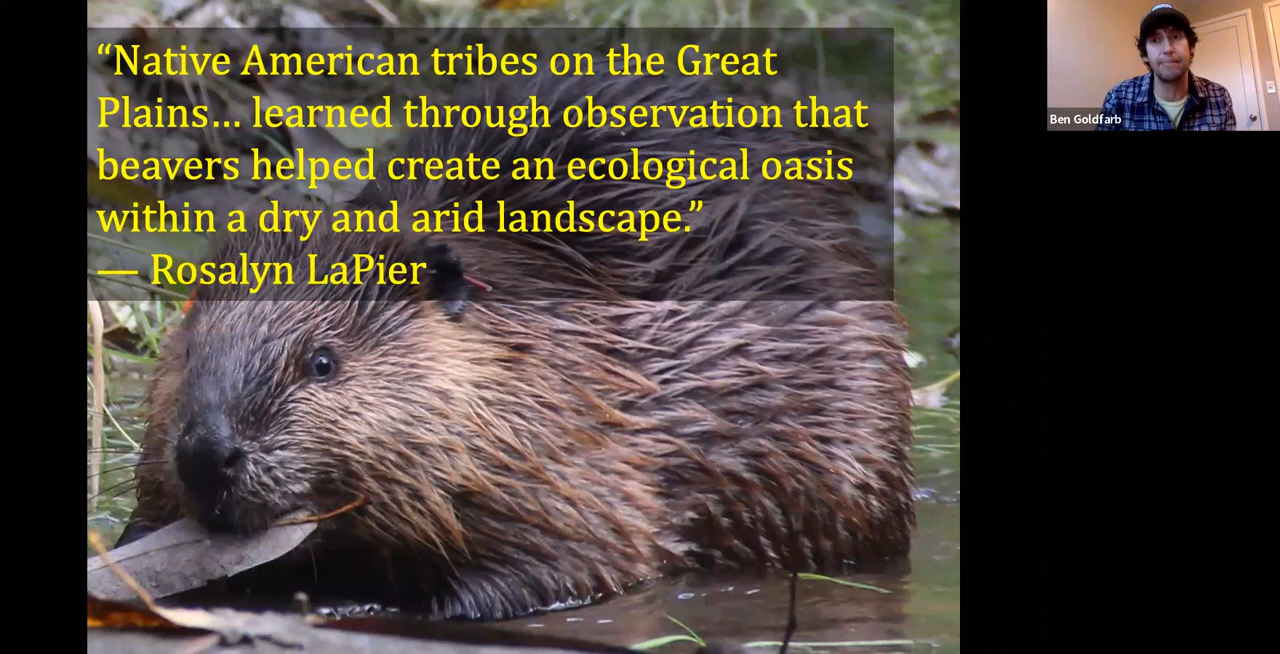 “Native American tribes on the Great
Plains… learned through observation that
beavers helped create an ecological oasis
within a dry and arid landscape.”
— Rosalyn LaPier
Ben Goldfarb